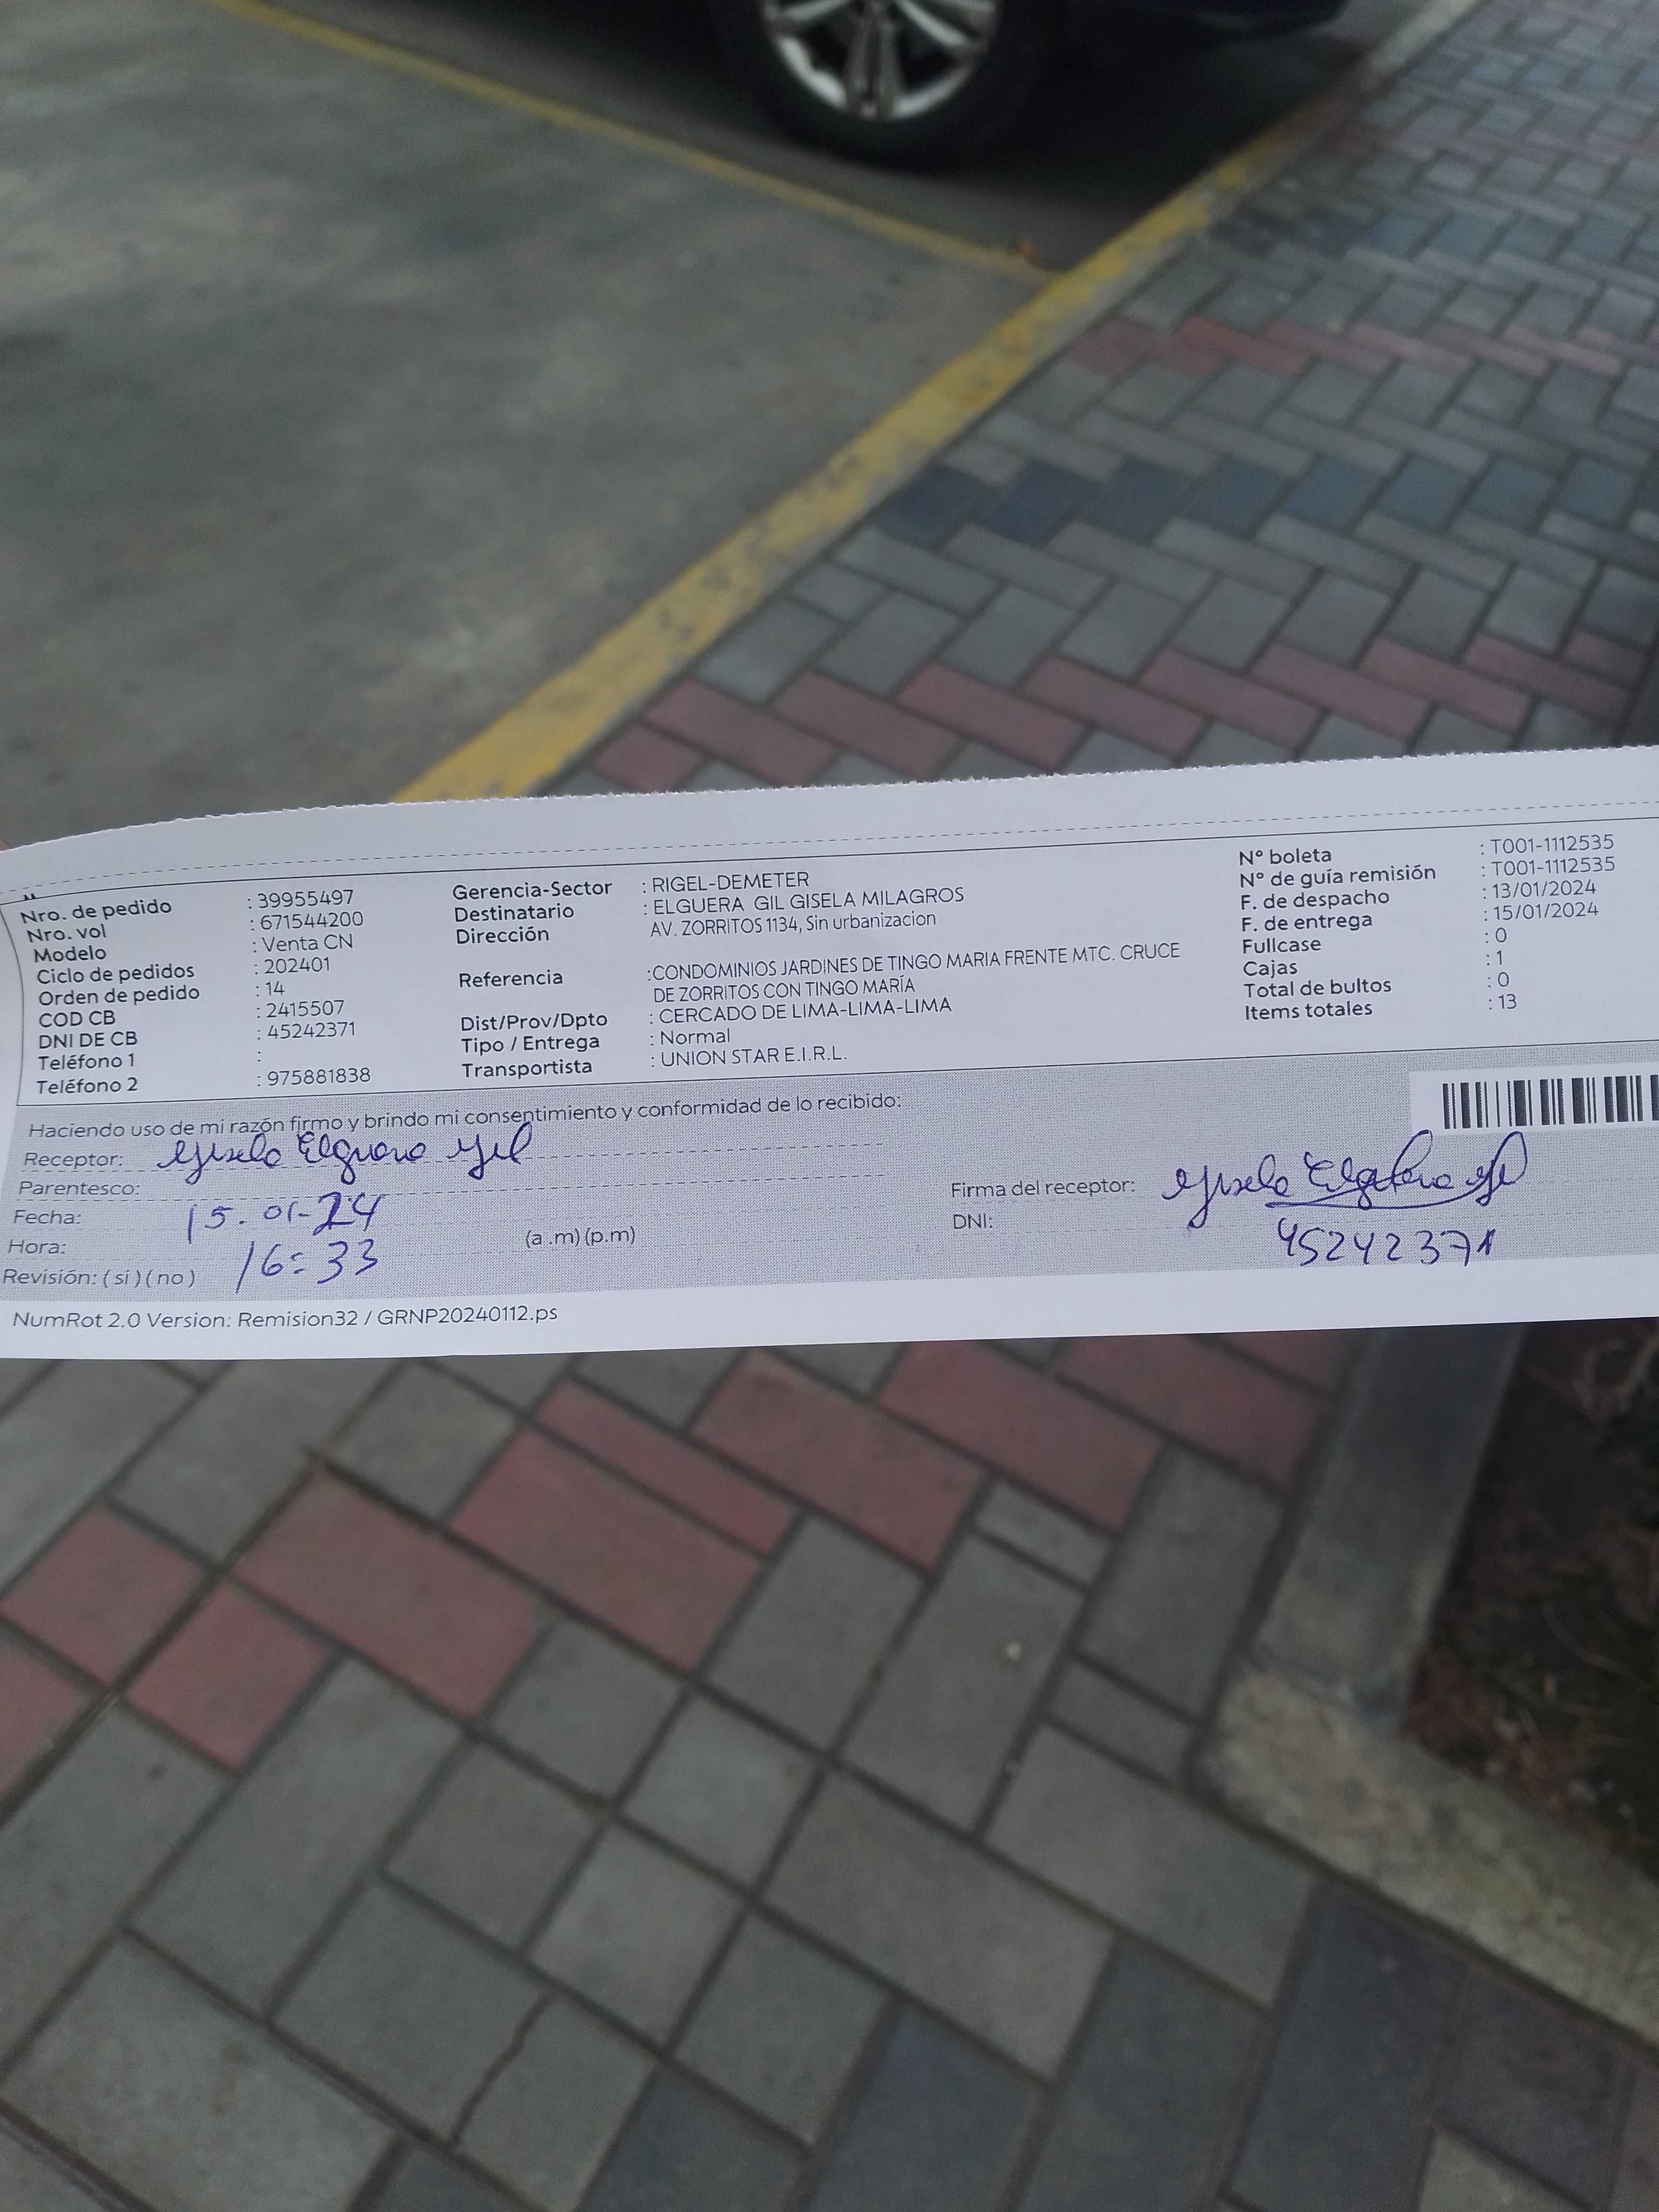 Nro. de pedido : 39955497
Nro. vol : 671544200
Modelo : Venta CN
Ciclo de pedidos : 202401
Orden de pedido : 14
COD CB : 2415507
DNI DE CB : 45242371
Teléfono 1 :
Teléfono 2 : 975881838
Gerencia-Sector : RIGEL-DEMETER
Destinatario : ELGUERA GIL GISELA MILAGROS
Dirección AV. ZORRITOS 1134, Sin urbanizacion
Referencia :CONDOMINIOS JARDINES DE TINGO MARIA FRENTE MTC. CRUCE
DE ZORRITOS CON TINGO MARÍA
Dist/Prov/Dpto : CERCADO DE LIMA-LIMA-LIMA
Tipo / Entrega : Normal
Transportista : UNION STAR E.I.R.L.
N° boleta : T001-1112535
N° de guía remisión : T001-1112535
F. de despacho : 13/01/2024
F. de entrega : 15/01/2024
Fullcase : 0
Cajas : 1
Total de bultos : 0
Items totales : 13
Haciendo uso de mi razón firmo y brindo mi consentimiento y conformidad de lo recibido:
Receptor: Gisela Elguera Gil
Parentesco:
Fecha: 15-01-24
Hora: 16:33 (a .m) (p.m)
Revisión: ( si ) ( no )
Firma del receptor: Gisela Elguera Gil
DNI: 45242371
NumRot 2.0 Version: Remision32 / GRNP20240112.ps